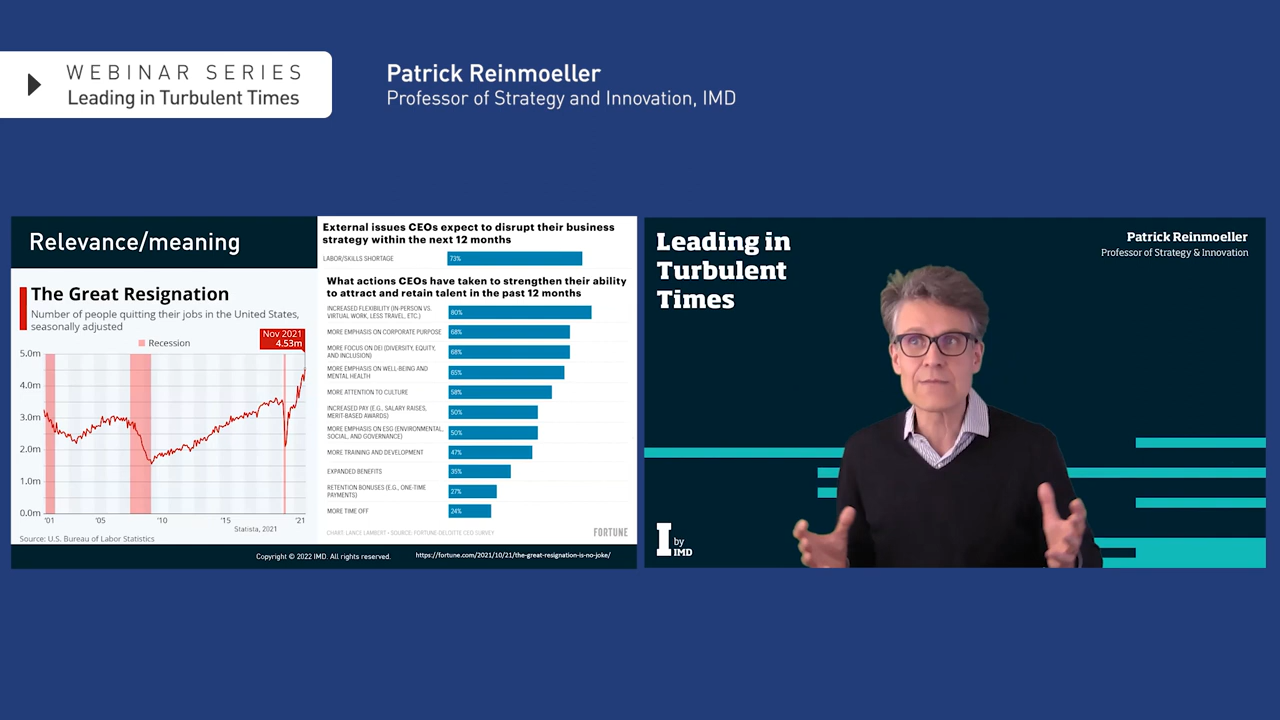 WEBINAR SERIES
Leading in Turbulent Times
Patrick Reinmoeller
Professor of Strategy and Innovation, IMD
Relevance/meaning
The Great Resignation
Number of people quitting their jobs in the United States,
seasonally adjusted
Nov 2021
4.53m
Recession
5.0m
4.0m
3.0m
2.0m
1.0m
0.0m
'01
'05
'10
'15
'21
Statista, 2021
Source: U.S. Bureau of Labor Statistics
External issues CEOs expect to disrupt their business
strategy within the next 12 months
LABOR/SKILLS SHORTAGE 73%
What actions CEOs have taken to strengthen their ability
to attract and retain talent in the past 12 months
INCREASED FLEXIBILITY (IN-PERSON VS.
VIRTUAL WORK, LESS TRAVEL, ETC.) 80%
MORE EMPHASIS ON CORPORATE PURPOSE 68%
MORE FOCUS ON DEI (DIVERSITY, EQUITY,
AND INCLUSION) 68%
MORE EMPHASIS ON WELL-BEING AND
MENTAL HEALTH 65%
MORE ATTENTION TO CULTURE 58%
INCREASED PAY (E.G., SALARY RAISES,
MERIT-BASED AWARDS) 50%
MORE EMPHASIS ON ESG (ENVIRONMENTAL,
SOCIAL, AND GOVERNANCE) 50%
MORE TRAINING AND DEVELOPMENT 47%
EXPANDED BENEFITS 35%
RETENTION BONUSES (E.G., ONE-TIME
PAYMENTS) 27%
MORE TIME OFF 24%
CHART: LANCE LAMBERT • SOURCE: FORTUNE-DELOITTE CEO SURVEY
FORTUNE
Copyright © 2022 IMD. All rights reserved.
https://fortune.com/2021/10/21/the-great-resignation-is-no-joke/
Leading in
Turbulent
Times
Patrick Reinmoeller
Professor of Strategy & Innovation
I by
IMD